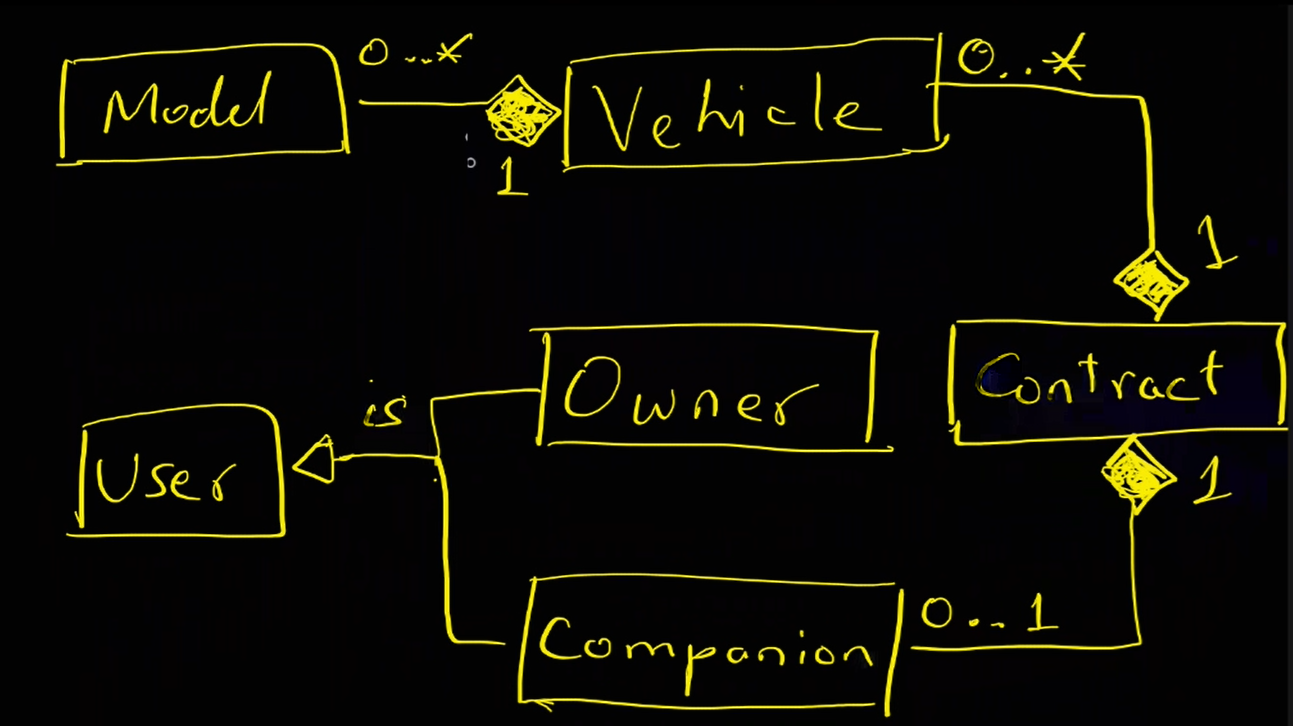 Model
0...*
1
Vehicle
0..*
1
Contract
1
Owner
is
User
Companion
0...1